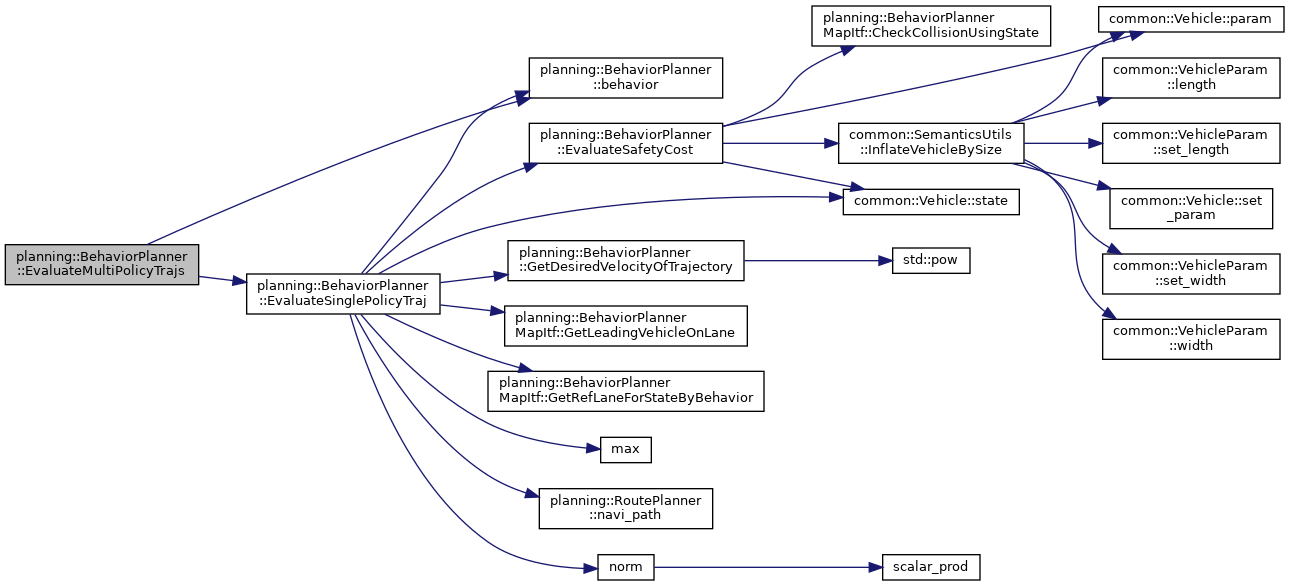 planning::BehaviorPlanner
::EvaluateMultiPolicyTrajs
planning::BehaviorPlanner
::behavior
planning::BehaviorPlanner
::EvaluateSinglePolicyTraj
planning::BehaviorPlanner
::EvaluateSafetyCost
common::Vehicle::state
planning::BehaviorPlanner
::GetDesiredVelocityOfTrajectory
planning::BehaviorPlanner
MapItf::GetLeadingVehicleOnLane
planning::BehaviorPlanner
MapItf::GetRefLaneForStateByBehavior
max
planning::RoutePlanner
::navi_path
norm
planning::BehaviorPlanner
MapItf::CheckCollisionUsingState
common::Vehicle::param
common::SemanticsUtils
::InflateVehicleBySize
common::VehicleParam
::length
common::VehicleParam
::set_length
common::Vehicle::set
_param
common::VehicleParam
::set_width
common::VehicleParam
::width
std::pow
scalar_prod